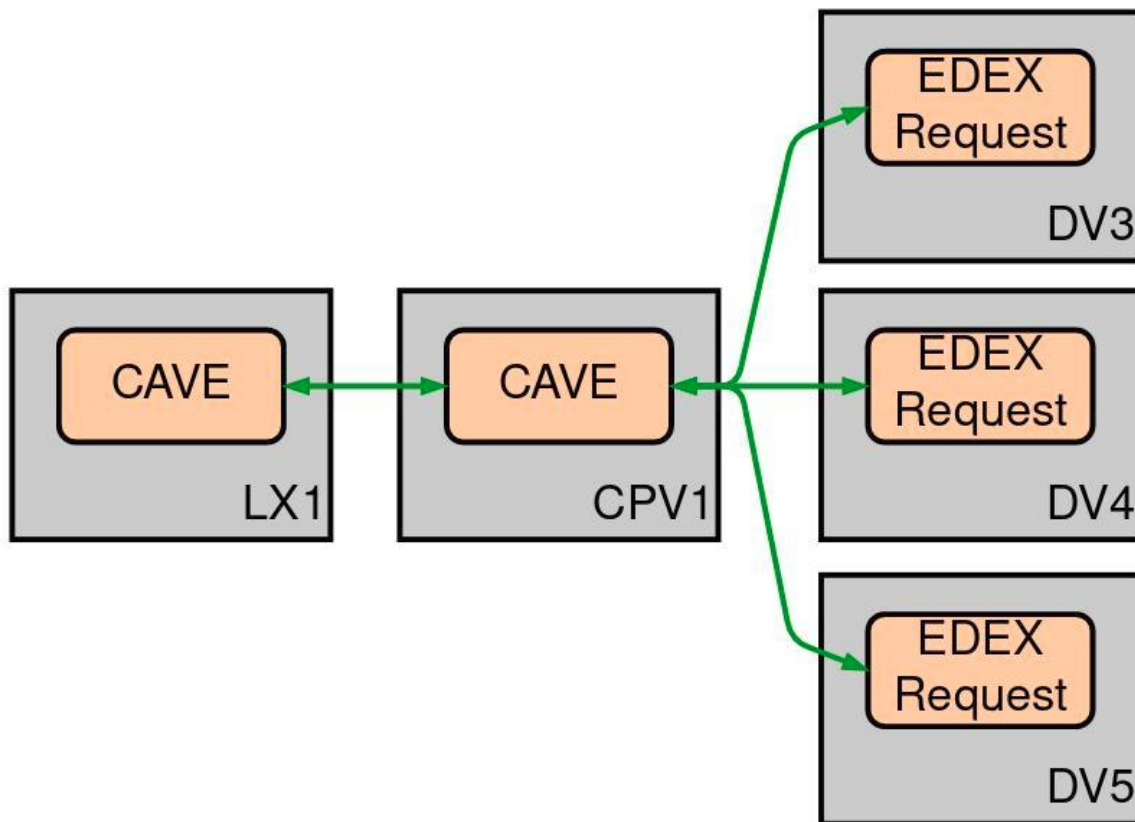 EDEX
Request
DV3
CAVE
LX1
CAVE
CPV1
EDEX
Request
DV4
EDEX
Request
DV5